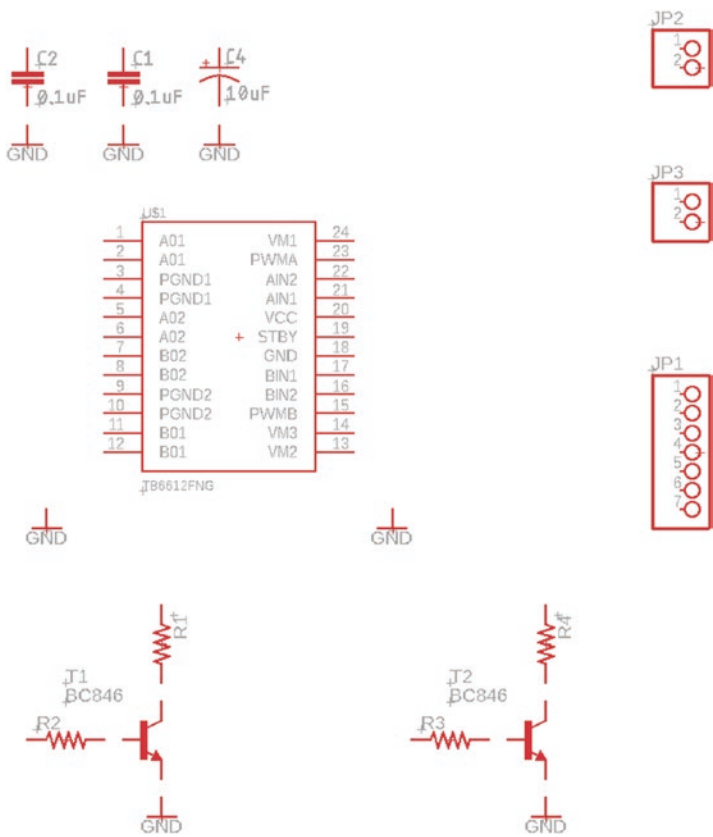 C2
0.1uF
GND
C1
0.1uF
GND
C4
10uF
GND
JP2
1
2
JP3
1
2
U$1
1 A01 VM1 24
2 A01 PWMA 23
3 PGND1 AIN2 22
4 PGND1 AIN1 21
5 A02 VCC 20
6 A02 STBY 19
7 B02 GND 18
8 B02 BIN1 17
9 PGND2 BIN2 16
10 PGND2 PWMB 15
11 B01 VM3 14
12 B01 VM2 13
TB6612FNG
JP1
1
2
3
4
5
6
7
GND
GND
R1
T1
BC846
R2
GND
R4
T2
BC846
R3
GND